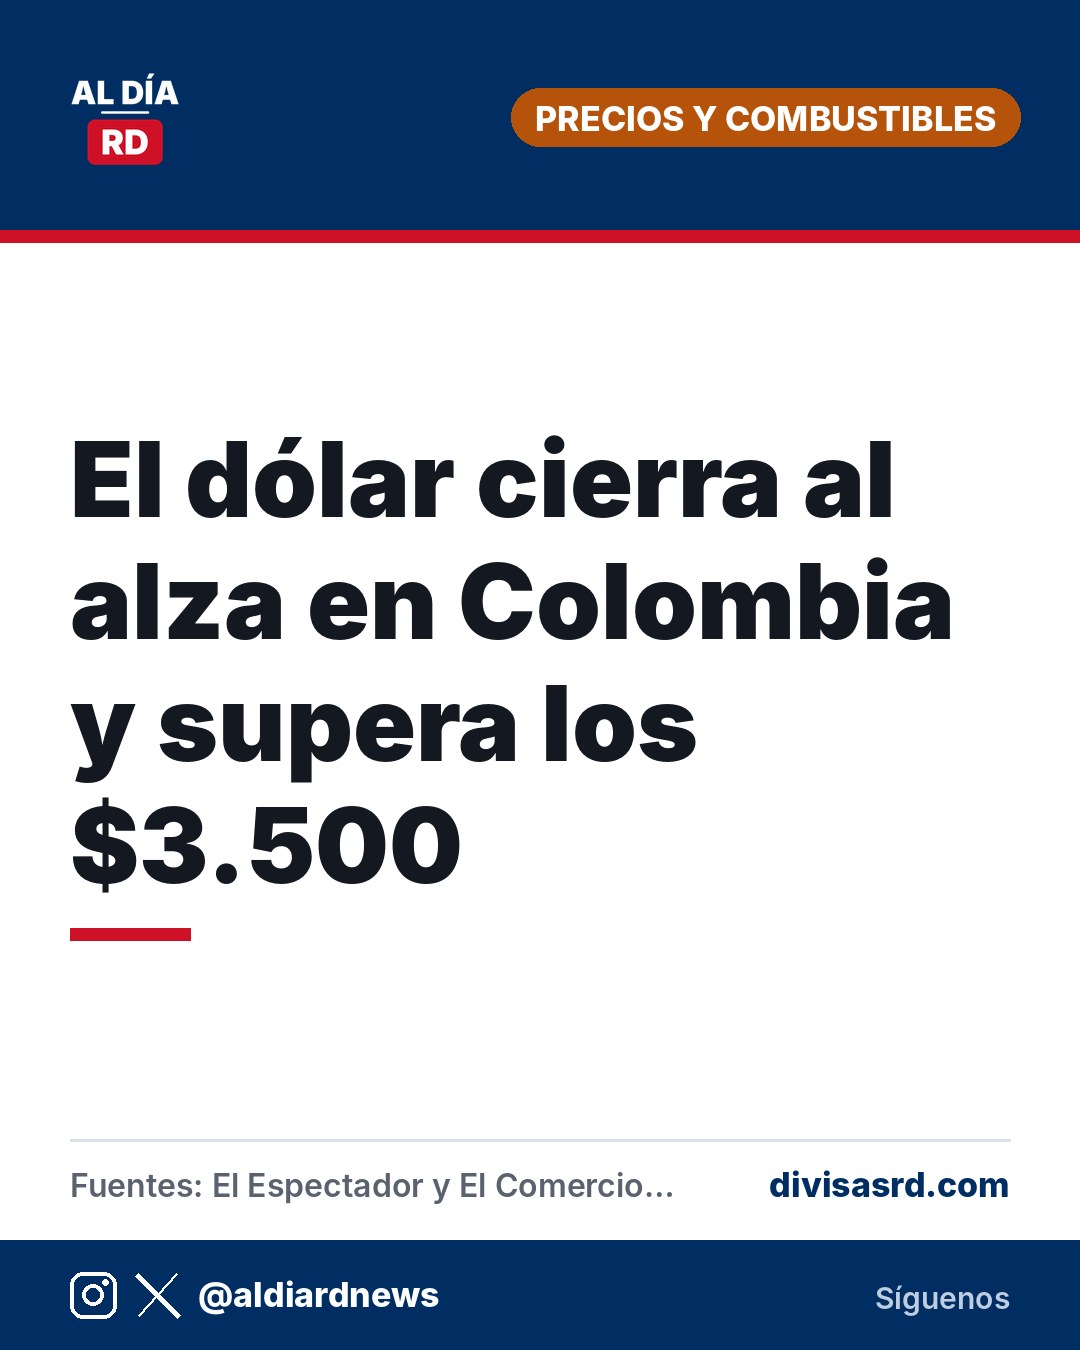 AL DÍA
RD
PRECIOS Y COMBUSTIBLES
El dólar cierra al
alza en Colombia
y supera los
$3.500
Fuentes: El Espectador y El Comercio...
divisasrd.com
@aldiardnews
Síguenos